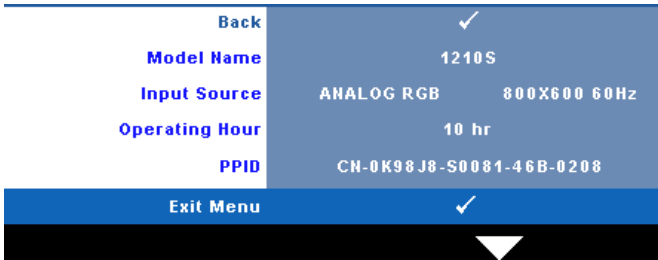 Back ✓
Model Name 1210S
Input Source ANALOG RGB 800X600 60Hz
Operating Hour 10 hr
PPID CN-0K98J8-S0081-46B-0208
Exit Menu ✓